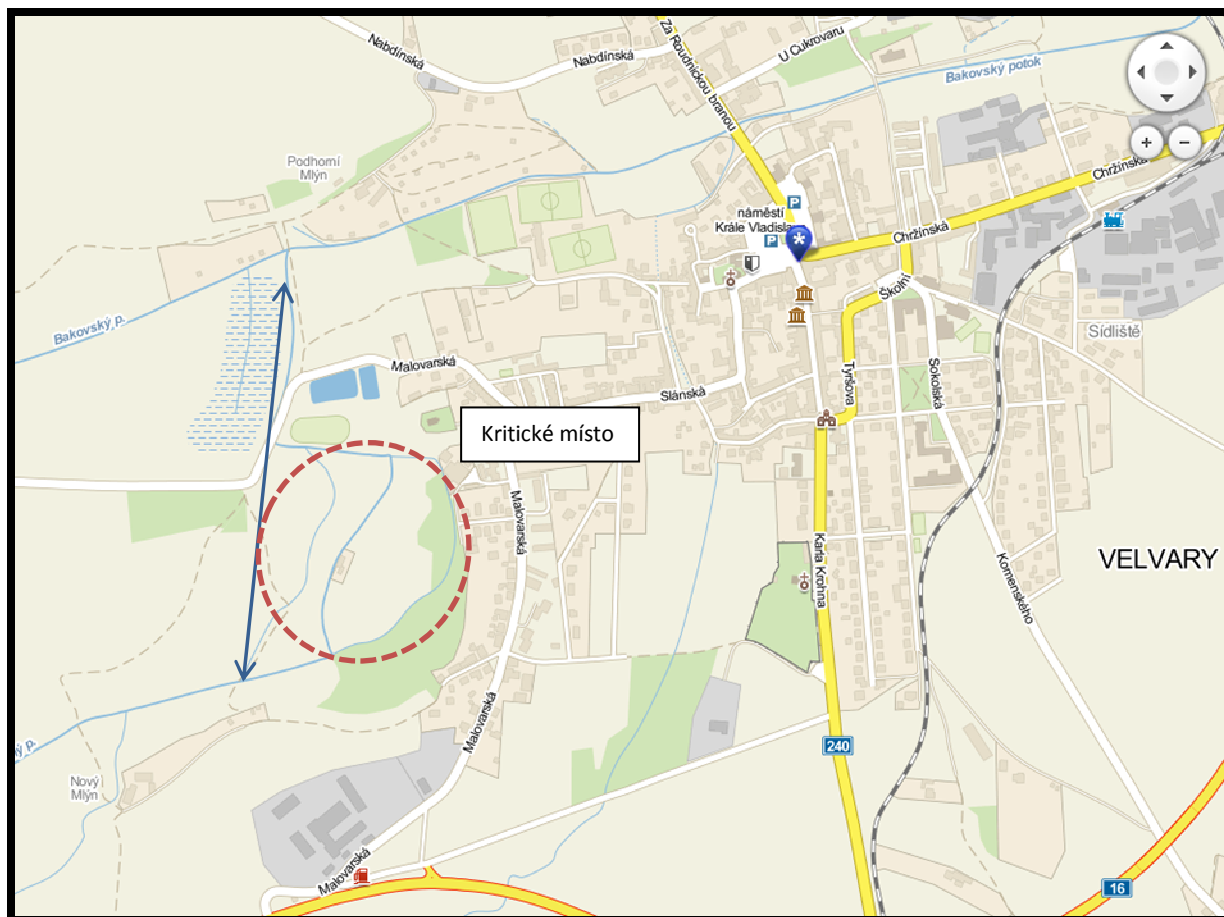 Nabdínská
Nabdínská
Za Roudnickou branou
U Cukrovaru
Bakovský potok
+
−
Podhorní
Mlýn
Chržínská
P
náměstí
Krále Vladisla
P
*
Chržínská
Školní
Sídliště
Bakovský p.
Malovarská
Slánská
Tyršova
Sokolská
Kritické místo
Malovarská
Karla Krohna
Komenského
VELVARY
Malovarská
ý p.
240
Nový
Mlýn
Malovarská
16